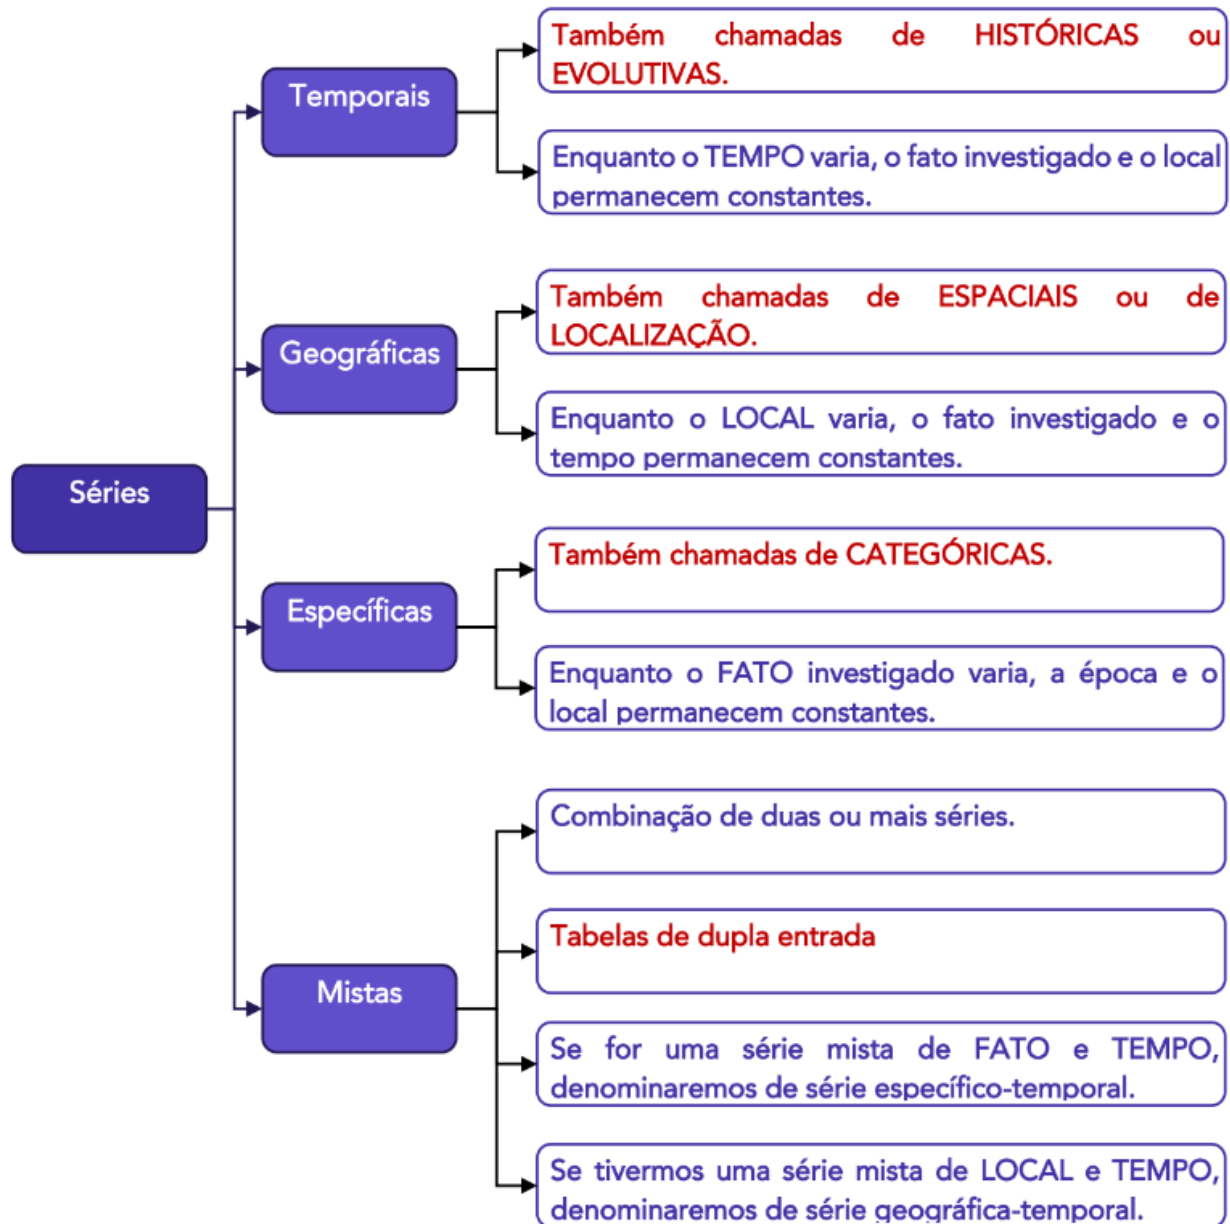 Séries
Temporais
Também chamadas de HISTÓRICAS ou
EVOLUTIVAS.
Enquanto o TEMPO varia, o fato investigado e o local
permanecem constantes.
Geográficas
Também chamadas de ESPACIAIS ou de
LOCALIZAÇÃO.
Enquanto o LOCAL varia, o fato investigado e o
tempo permanecem constantes.
Específicas
Também chamadas de CATEGÓRICAS.
Enquanto o FATO investigado varia, a época e o
local permanecem constantes.
Mistas
Combinação de duas ou mais séries.
Tabelas de dupla entrada
Se for uma série mista de FATO e TEMPO,
denominaremos de série específico-temporal.
Se tivermos uma série mista de LOCAL e TEMPO,
denominaremos de série geográfica-temporal.